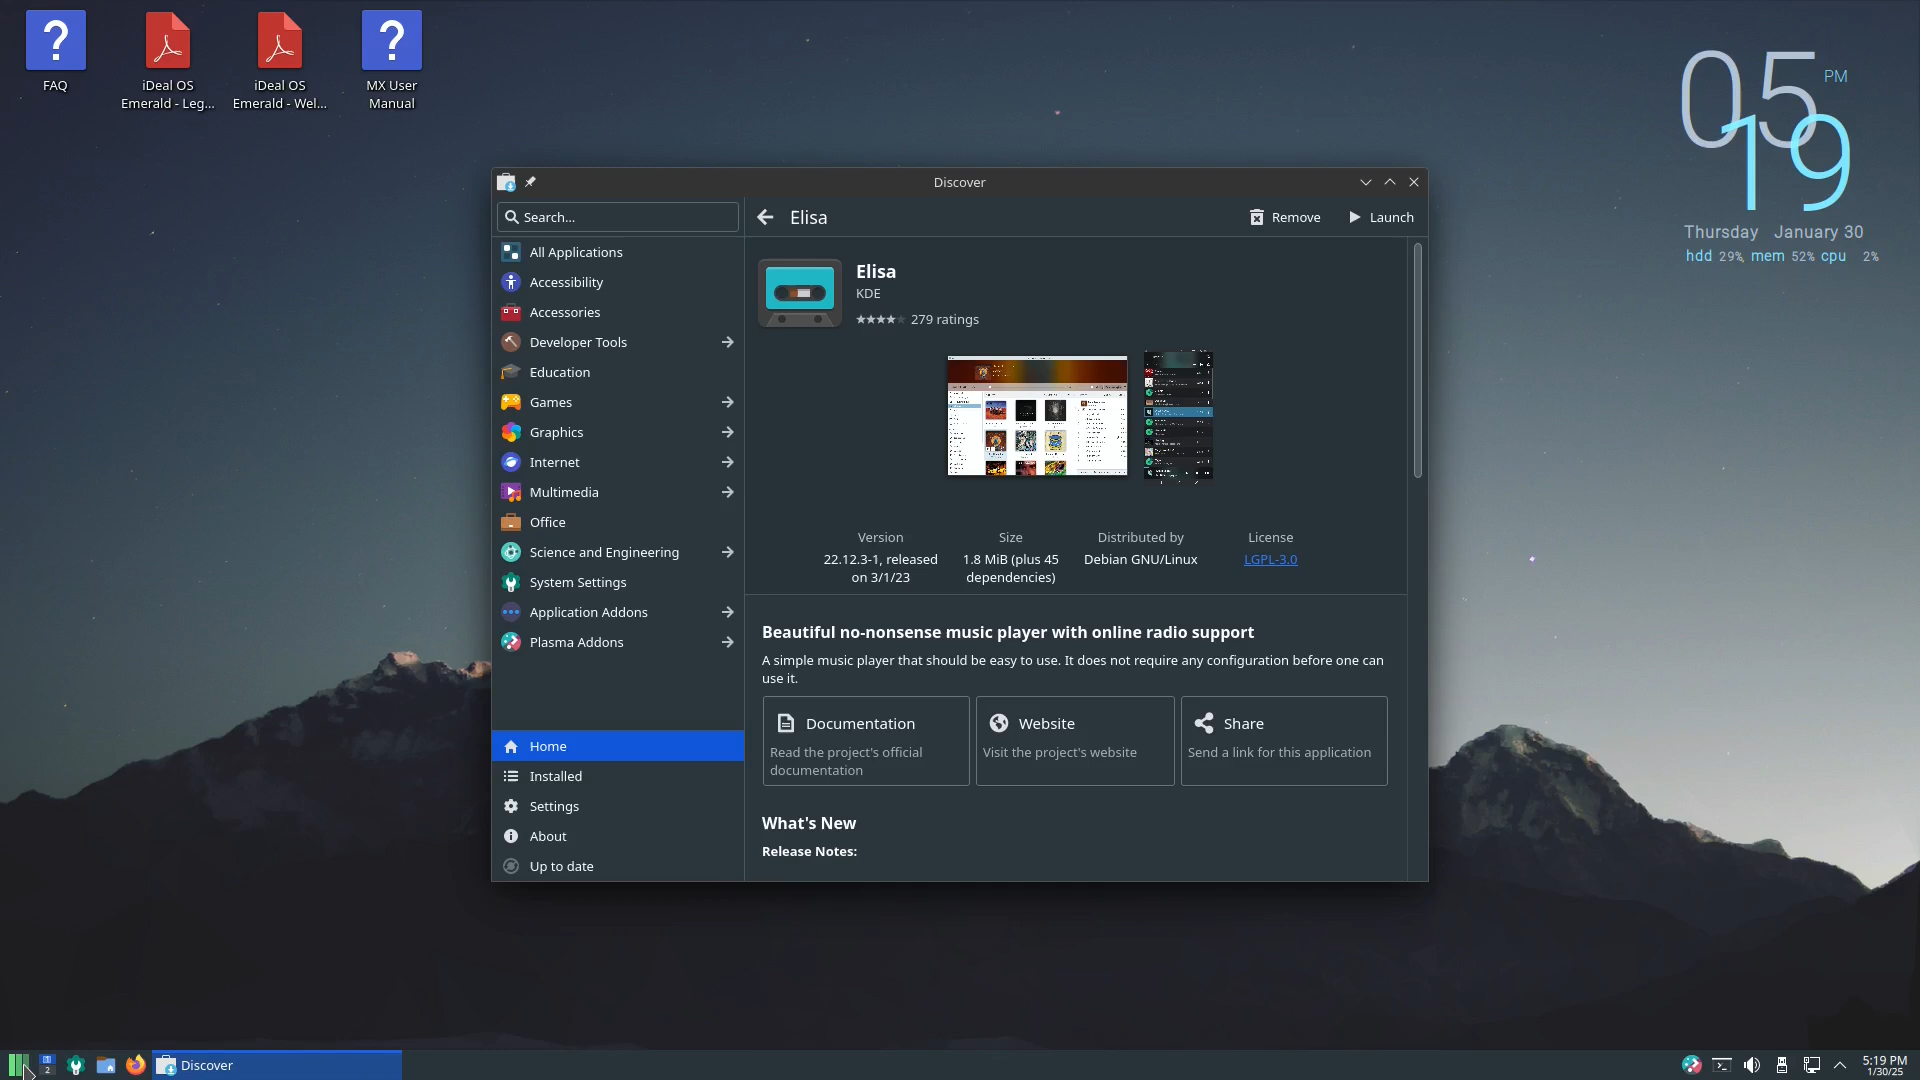 FAQ
iDeal OS
Emerald - Leg...
iDeal OS
Emerald - Wel...
MX User
Manual
05 PM
19
Thursday January 30
hdd 29% mem 52% cpu 2%
Discover
Search...
Elisa
Remove
Launch
All Applications
Accessibility
Accessories
Developer Tools
Education
Games
Graphics
Internet
Multimedia
Office
Science and Engineering
System Settings
Application Addons
Plasma Addons
Home
Installed
Settings
About
Up to date
Elisa
KDE
279 ratings
Version
22.12.3-1, released
on 3/1/23
Size
1.8 MiB (plus 45
dependencies)
Distributed by
Debian GNU/Linux
License
LGPL-3.0
Beautiful no-nonsense music player with online radio support
A simple music player that should be easy to use. It does not require any configuration before one can
use it.
Documentation
Read the project's official
documentation
Website
Visit the project's website
Share
Send a link for this application
What's New
Release Notes:
1
2
Discover
5:19 PM
1/30/25